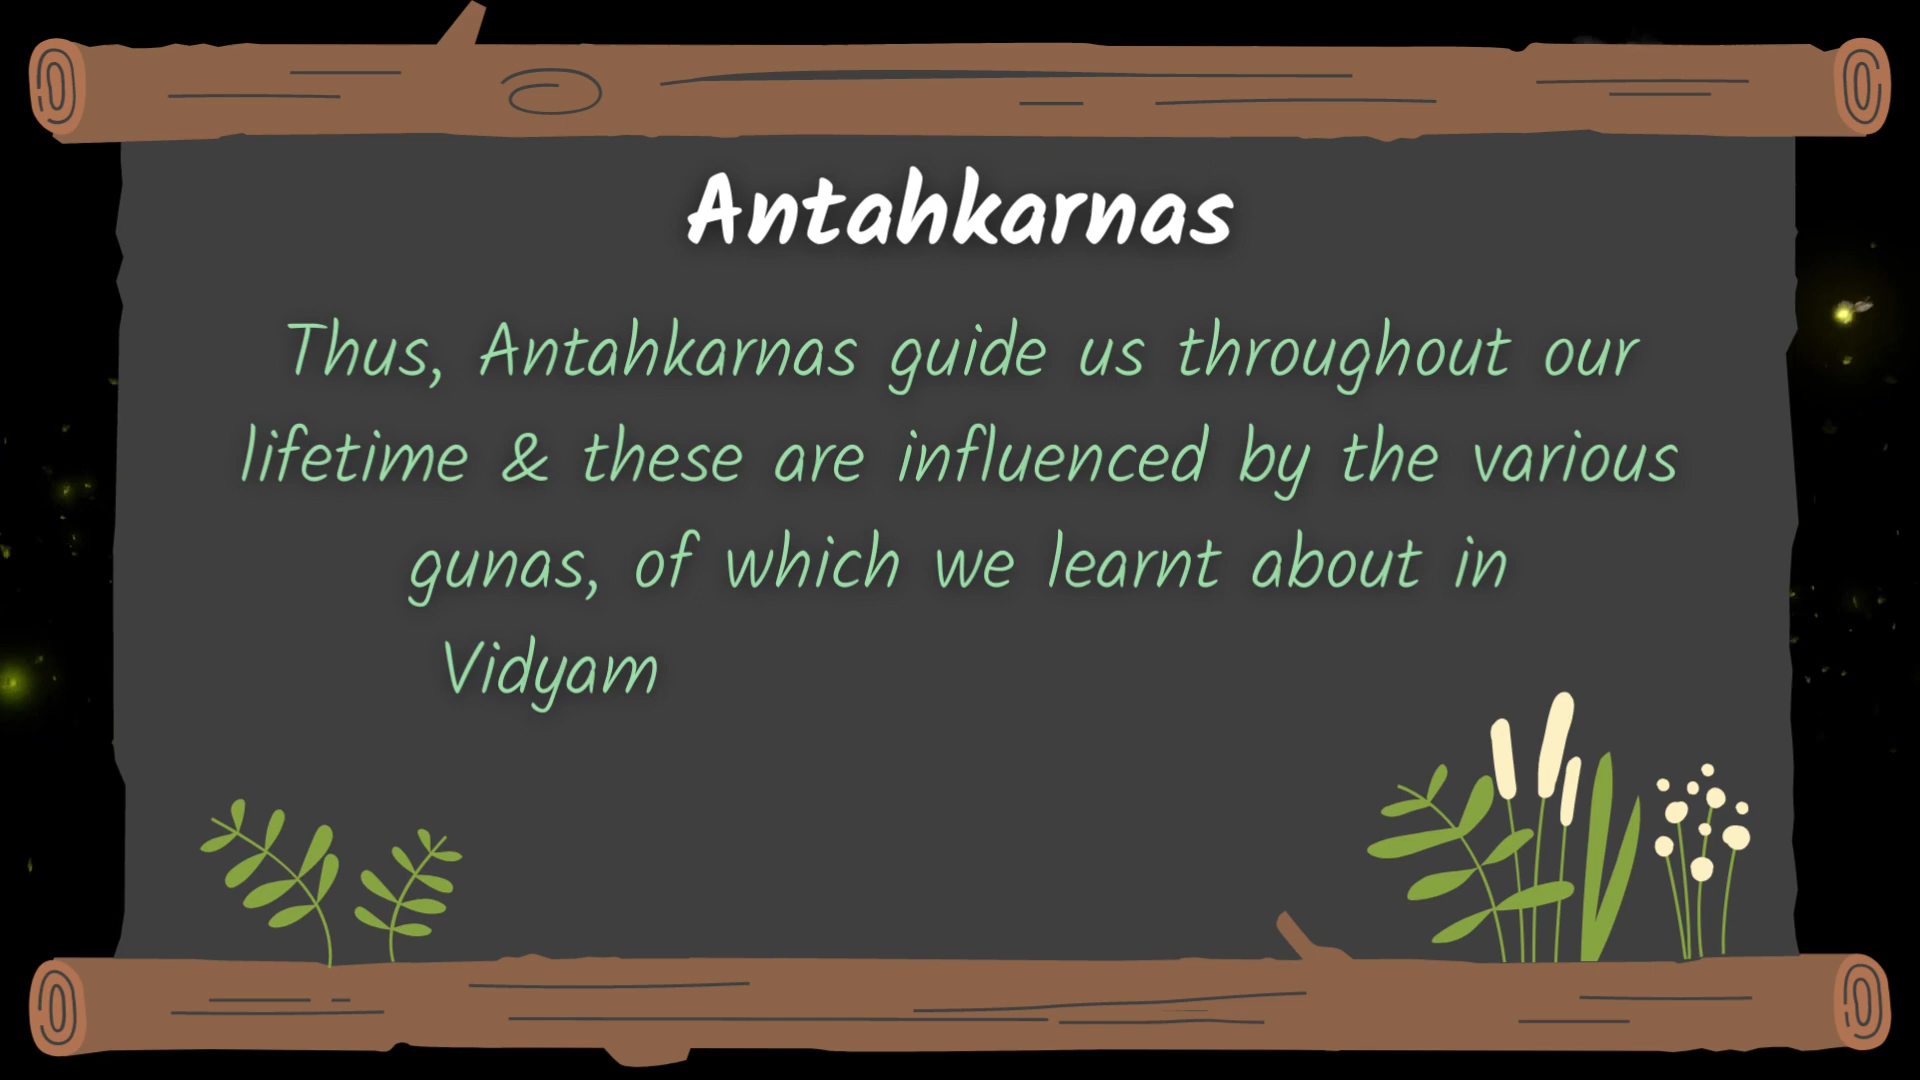 Antahkarnas
Thus, Antahkarnas guide us throughout our
lifetime & these are influenced by the various
gunas, of which we learnt about in
Vidyam